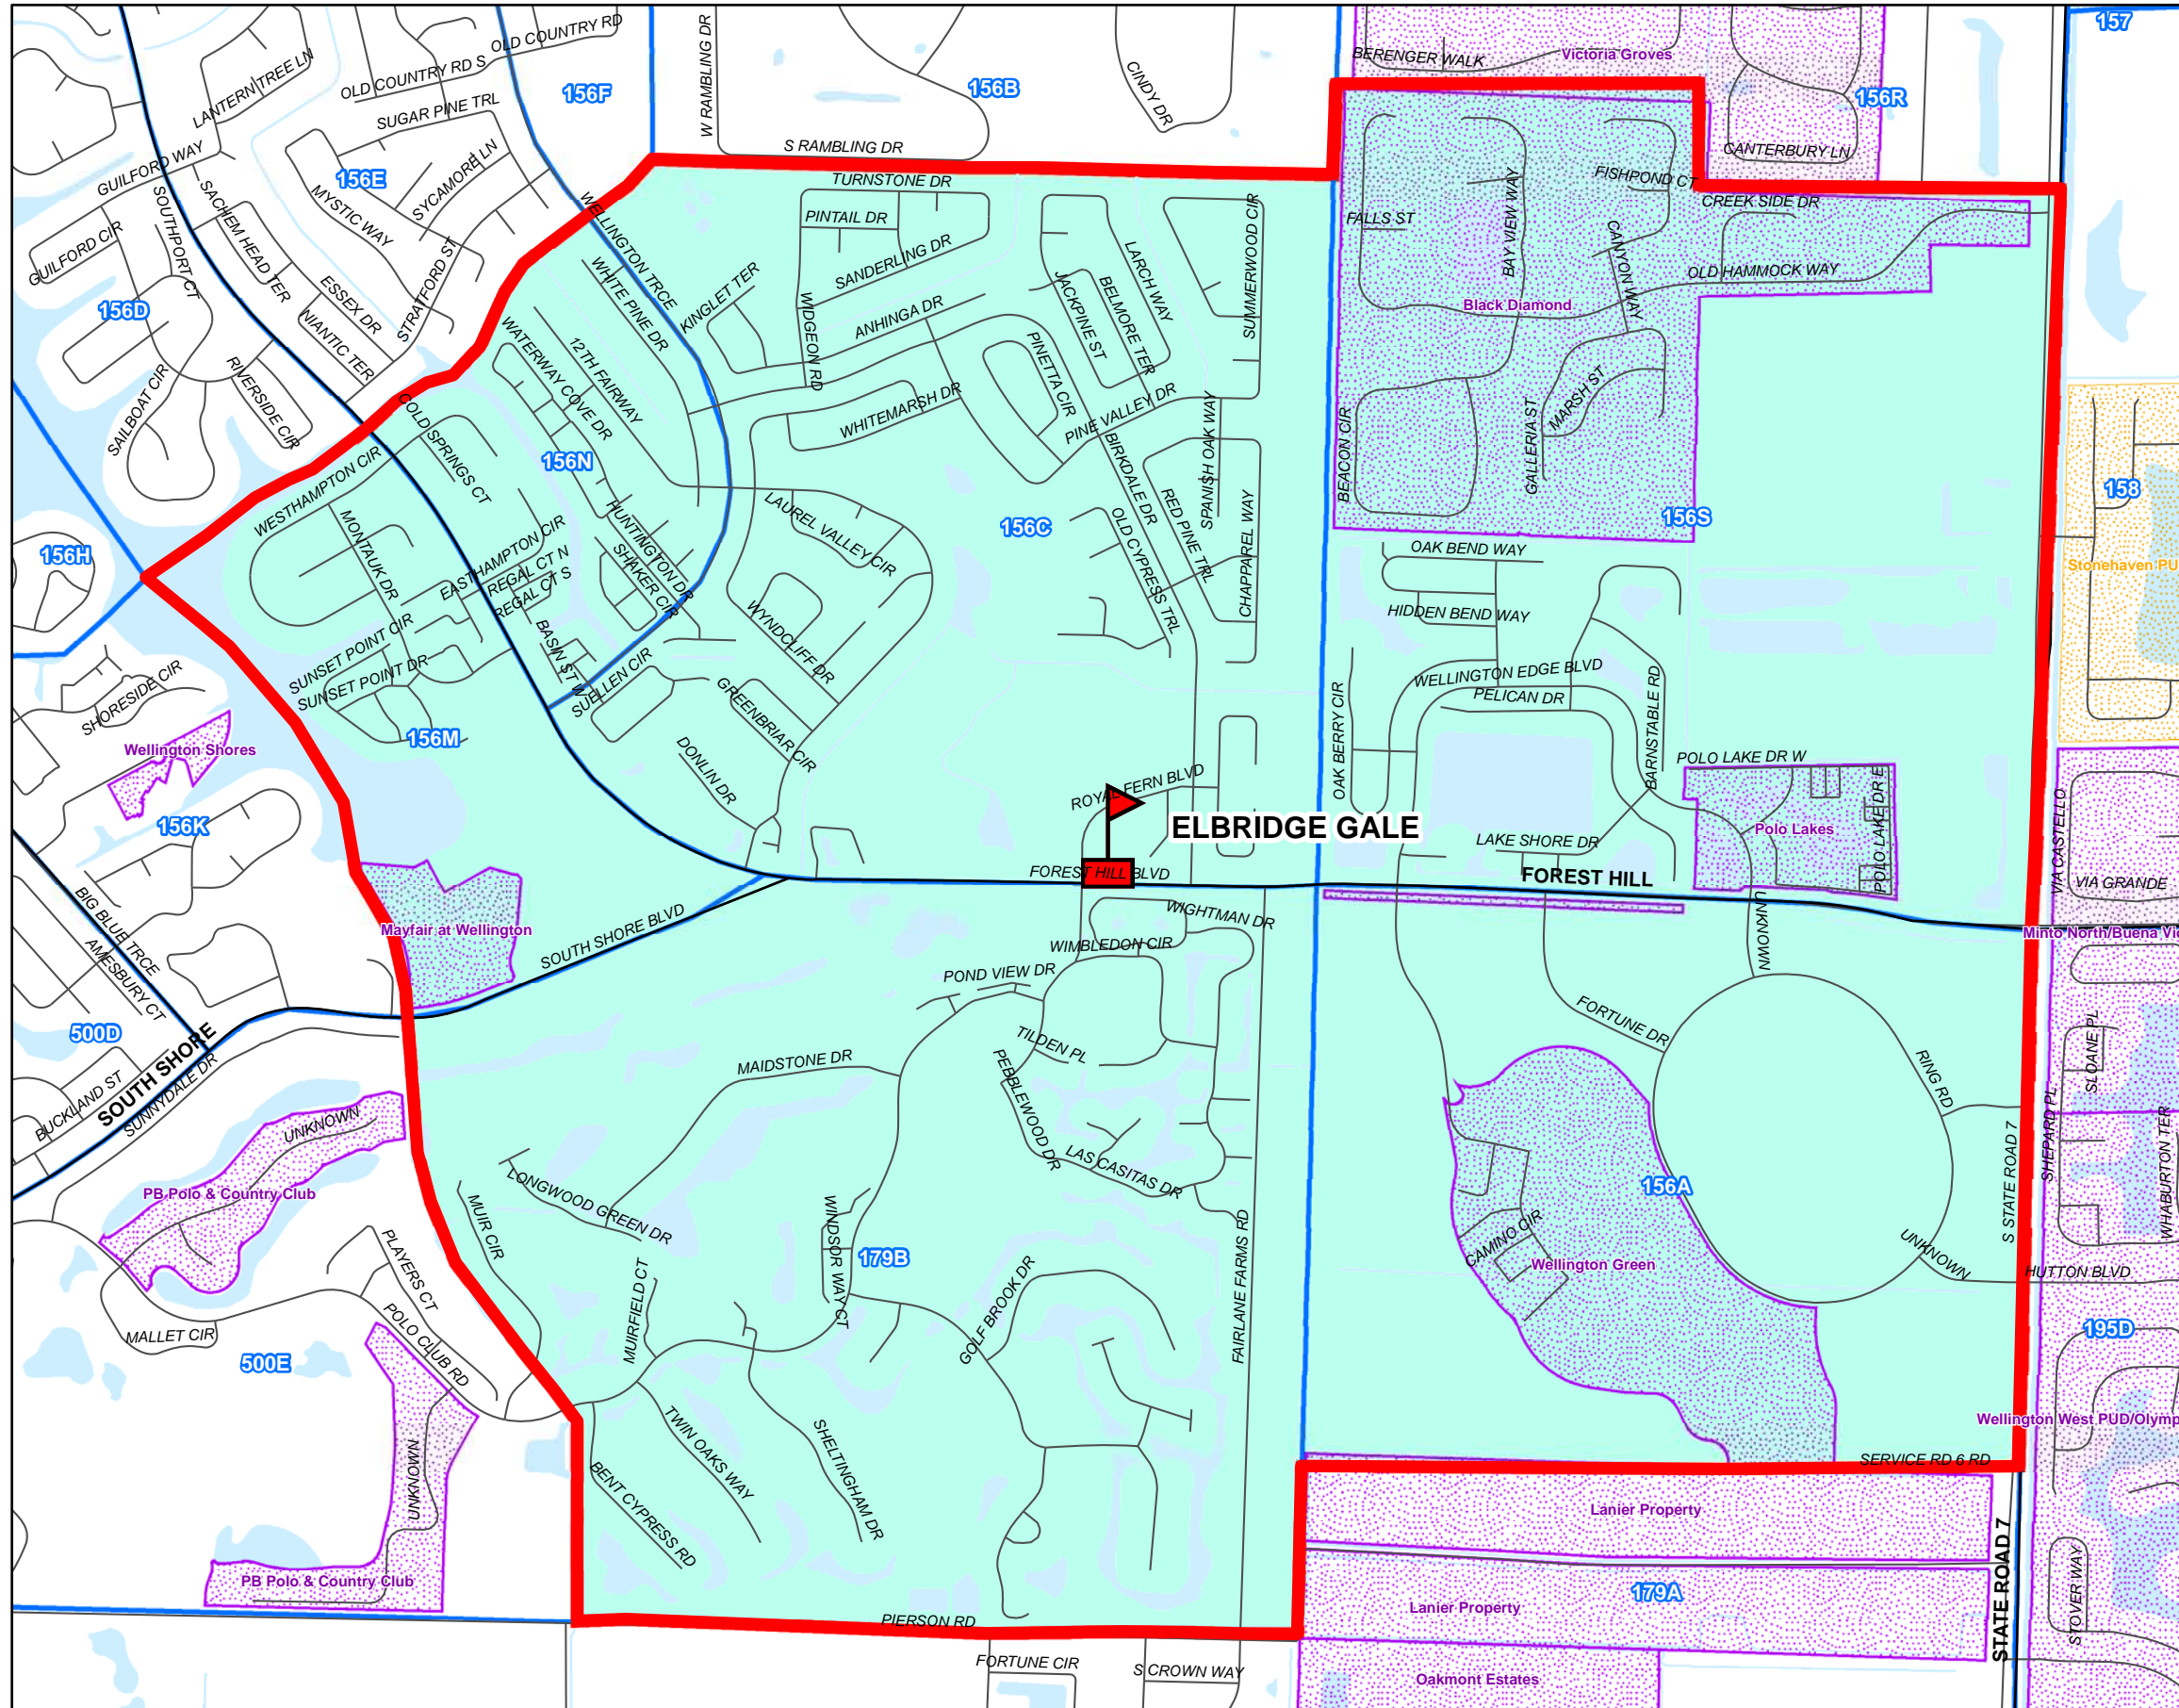 157
OLD COUNTRY RD
W RAMBLING DR
BERENGER WALK
Victoria Groves
LANTERN TREE LN
OLD COUNTRY RD S
156F
156B
CINDY DR
156R
SUGAR PINE TRL
S RAMBLING DR
CANTERBURY LN
GUILFORD WAY
156E
SYCAMORE LN
TURNSTONE DR
FISHPOND CT
CREEK SIDE DR
SOUTHPORT CT
SACHEM HEAD TER
MYSTIC WAY
WELLINGTON TRCE
PINTAIL DR
SUMMERWOOD CIR
FALLS ST
BAY VIEW WAY
CANYON WAY
GUILFORD CIR
STRATFORD ST
WHITE PINE DR
SANDERLING DR
LARCH WAY
OLD HAMMOCK WAY
156D
ESSEX DR
KINGLET TER
JACKPINE ST
BELMORE TER
Black Diamond
NIANTIC TER
WATERWAY COVE DR
12TH FAIRWAY
WIDGEON RD
ANHINGA DR
PINETTA CIR
SAILBOAT CIR
RIVERSIDE CIR
COLD SPRINGS CT
WHITEMARSH DR
PINE VALLEY DR
MARSH ST
GALLERIA ST
WESTHAMPTON CIR
156N
BIRKDALE DR
SPANISH OAK WAY
BEACON CIR
158
MONTAUK DR
HUNTINGTON DR
LAUREL VALLEY CIR
156C
RED PINE TRL
156S
156H
EASTHAMPTON CIR
REGAL CT N
REGAL CT S
SHAKER CIR
OLD CYPRESS TRL
CHAPPAREL WAY
OAK BEND WAY
Stonehaven PU
SUNSET POINT CIR
SUNSET POINT DR
BASIN ST W
WYNDCLIFF DR
HIDDEN BEND WAY
SUELLEN CIR
WELLINGTON EDGE BLVD
SHORESIDE CIR
GREENBRIAR CIR
OAK BERRY CIR
PELICAN DR
BARNSTABLE RD
Wellington Shores
156M
DONLIN DR
POLO LAKE DR W
ROYAL FERN BLVD
156K
ELBRIDGE GALE
LAKE SHORE DR
Polo Lakes
POLO LAKE DR E
VIA CASTELLO
FOREST HILL BLVD
FOREST HILL
VIA GRANDE
BIG BLUE TRCE
Mayfair at Wellington
SOUTH SHORE BLVD
WIGHTMAN DR
UNKNOWN
AMESBURY CT
WIMBLEDON CIR
Minto North/Buena Vid
POND VIEW DR
500D
SOUTH SHORE
TILDEN PL
FORTUNE DR
SLOANE PL
MAIDSTONE DR
PEBBLEWOOD DR
RING RD
BUCKLAND ST
SUNNYDALE DR
UNKNOWN
LAS CASITAS DR
S STATE ROAD 7
SHEPARD PL
WHABURTON TER
PB Polo & Country Club
156A
MUIR CIR
LONGWOOD GREEN DR
WINDSOR WAY CT
CAMINO CIR
UNKNOWN
PLAYERS CT
MUIRFIELD CT
179B
GOLF BROOK DR
FAIRLANE FARMS RD
Wellington Green
HUTTON BLVD
MALLET CIR
500E
POLO CLUB RD
195D
TWIN OAKS WAY
Wellington West PUD/Olymp
UNKNOWN
BENT CYPRESS RD
SHELTINGHAM DR
SERVICE RD 6 RD
Lanier Property
STATE ROAD 7
PB Polo & Country Club
Lanier Property
179A
STOVER WAY
PIERSON RD
FORTUNE CIR
S CROWN WAY
Oakmont Estates